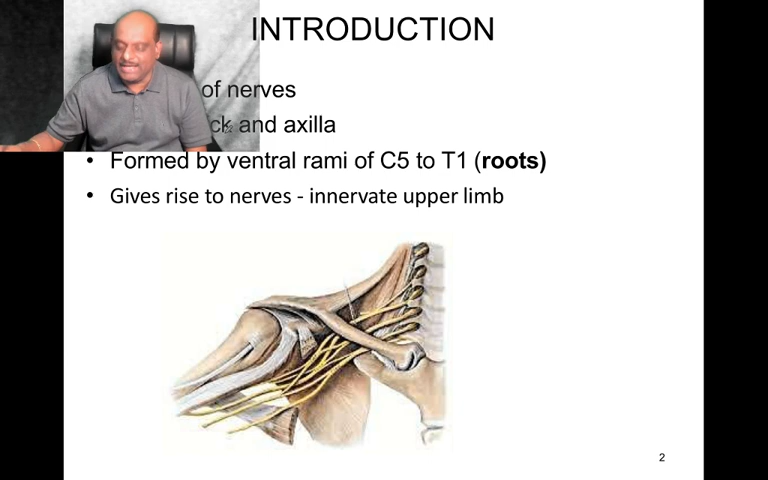 INTRODUCTION
of nerves
and axilla
• Formed by ventral rami of C5 to T1 (roots)
• Gives rise to nerves - innervate upper limb
2